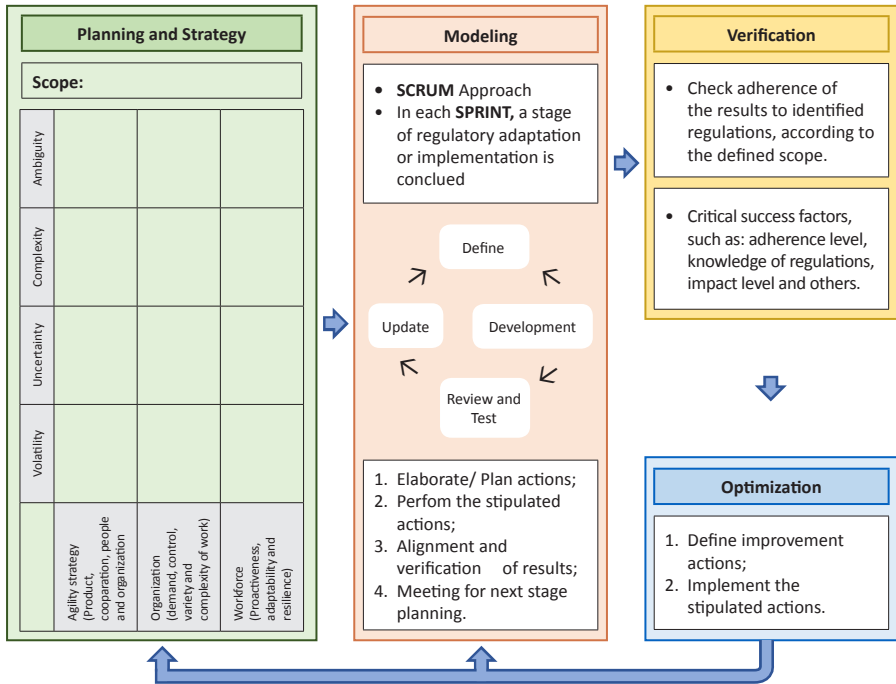 Planning and Strategy
Scope:
Ambiguity
Complexity
Uncertainty
Volatility
Agility strategy
(Product,
cooperation, people
and organization
Organization
(demand, control,
variety and
complexity of work)
Workforce
(Proactiveness,
adaptability and
resilience)
Modeling
• SCRUM Approach
• In each SPRINT, a stage
of regulatory adaptation
or implementation is
conclued
Define
Update
Development
Review and
Test
1. Elaborate/ Plan actions;
2. Perfom the stipulated
actions;
3. Alignment and
verification of results;
4. Meeting for next stage
planning.
Verification
• Check adherence of
the results to identified
regulations, according to
the defined scope.
• Critical success factors,
such as: adherence level,
knowledge of regulations,
impact level and others.
Optimization
1. Define improvement
actions;
2. Implement the
stipulated actions.